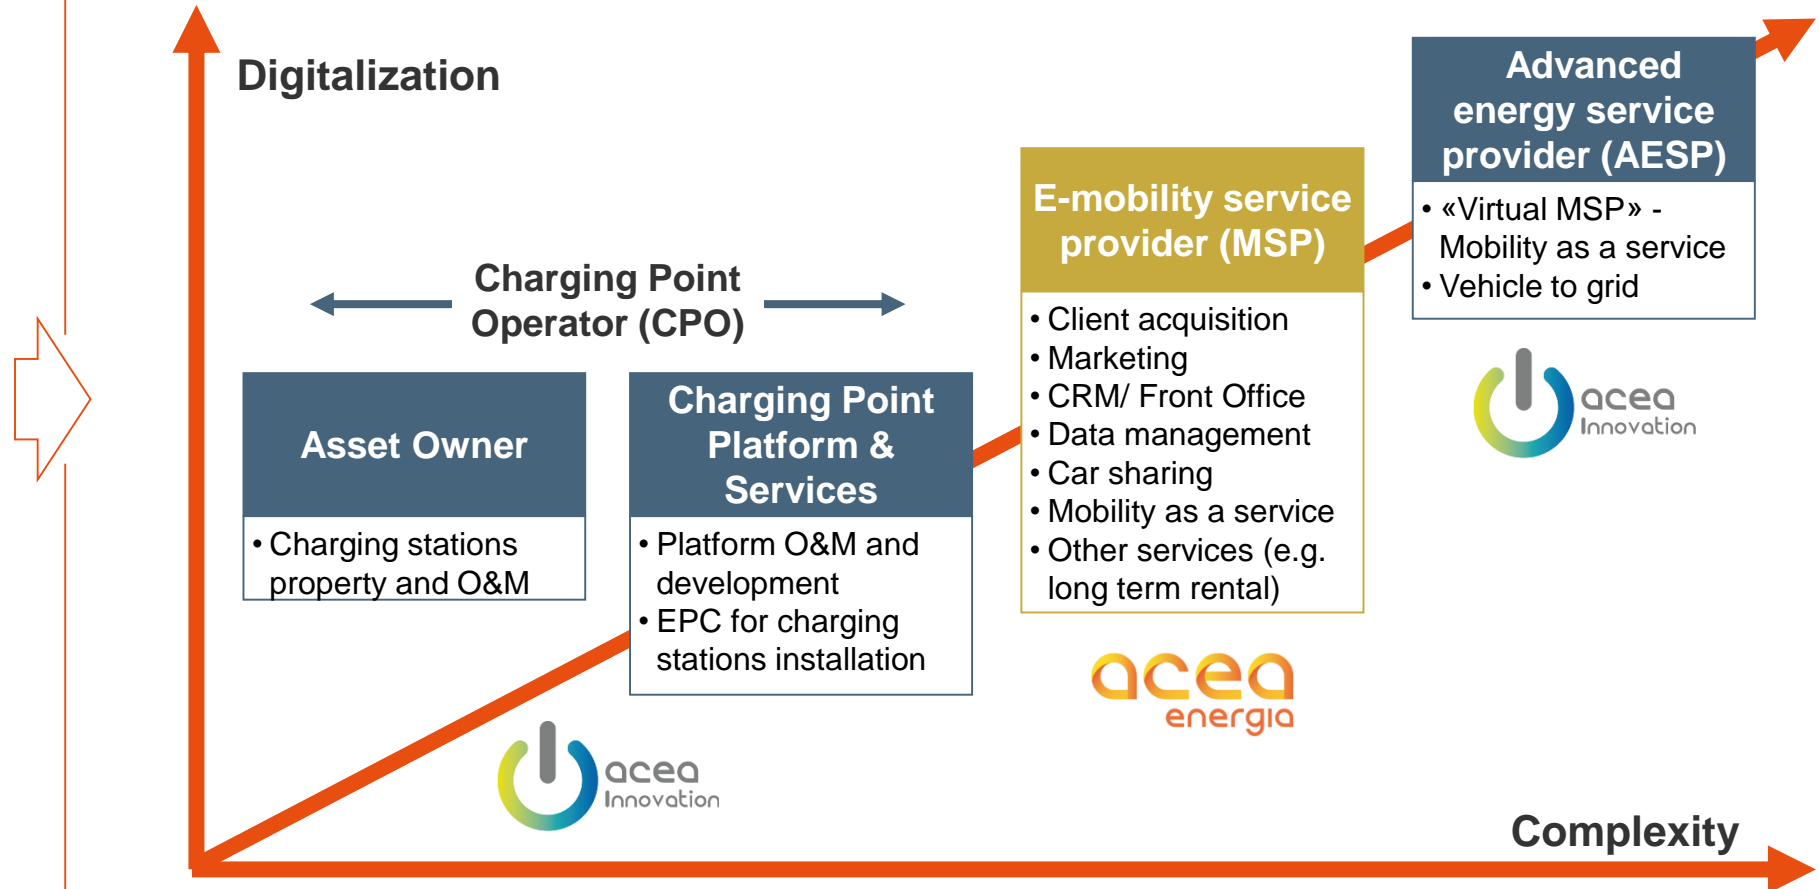 Digitalization
Charging Point
Operator (CPO)
Asset Owner
• Charging stations
property and O&M
Charging Point
Platform &
Services
• Platform O&M and
development
• EPC for charging
stations installation
acea
Innovation
E-mobility service
provider (MSP)
• Client acquisition
• Marketing
• CRM/ Front Office
• Data management
• Car sharing
• Mobility as a service
• Other services (e.g.
long term rental)
acea
energia
Advanced
energy service
provider (AESP)
• «Virtual MSP» -
Mobility as a service
• Vehicle to grid
acea
Innovation
Complexity